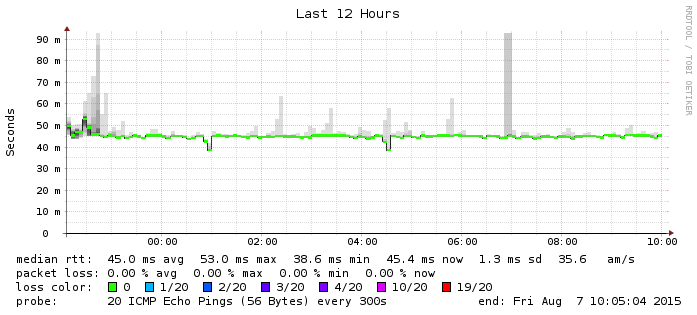 Last 12 Hours
RRDTOOL / TOBI OETIKER
Seconds
90 m
80 m
70 m
60 m
50 m
40 m
30 m
20 m
10 m
0
00:00 02:00 04:00 06:00 08:00 10:00
median rtt: 45.0 ms avg 53.0 ms max 38.6 ms min 45.4 ms now 1.3 ms sd 35.6 am/s
packet loss: 0.00 % avg 0.00 % max 0.00 % min 0.00 % now
loss color: 0 1/20 2/20 3/20 4/20 10/20 19/20
probe: 20 ICMP Echo Pings (56 Bytes) every 300s end: Fri Aug 7 10:05:04 2015